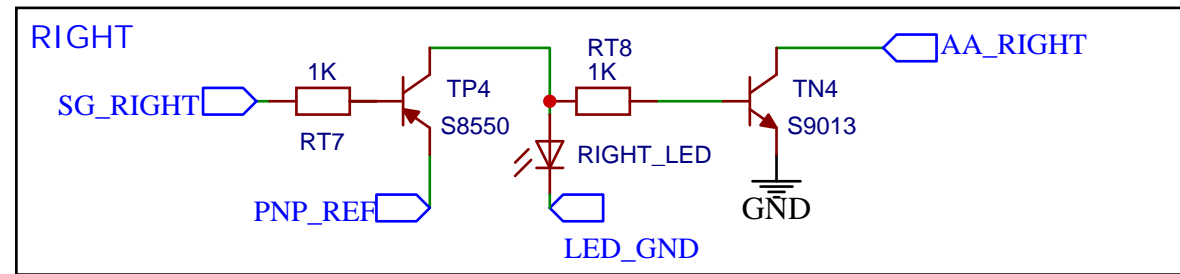 RIGHT
RT8
1K
AA_RIGHT
1K
TP4
TN4
SG_RIGHT
S8550
S9013
RT7
RIGHT_LED
PNP_REF
GND
LED_GND